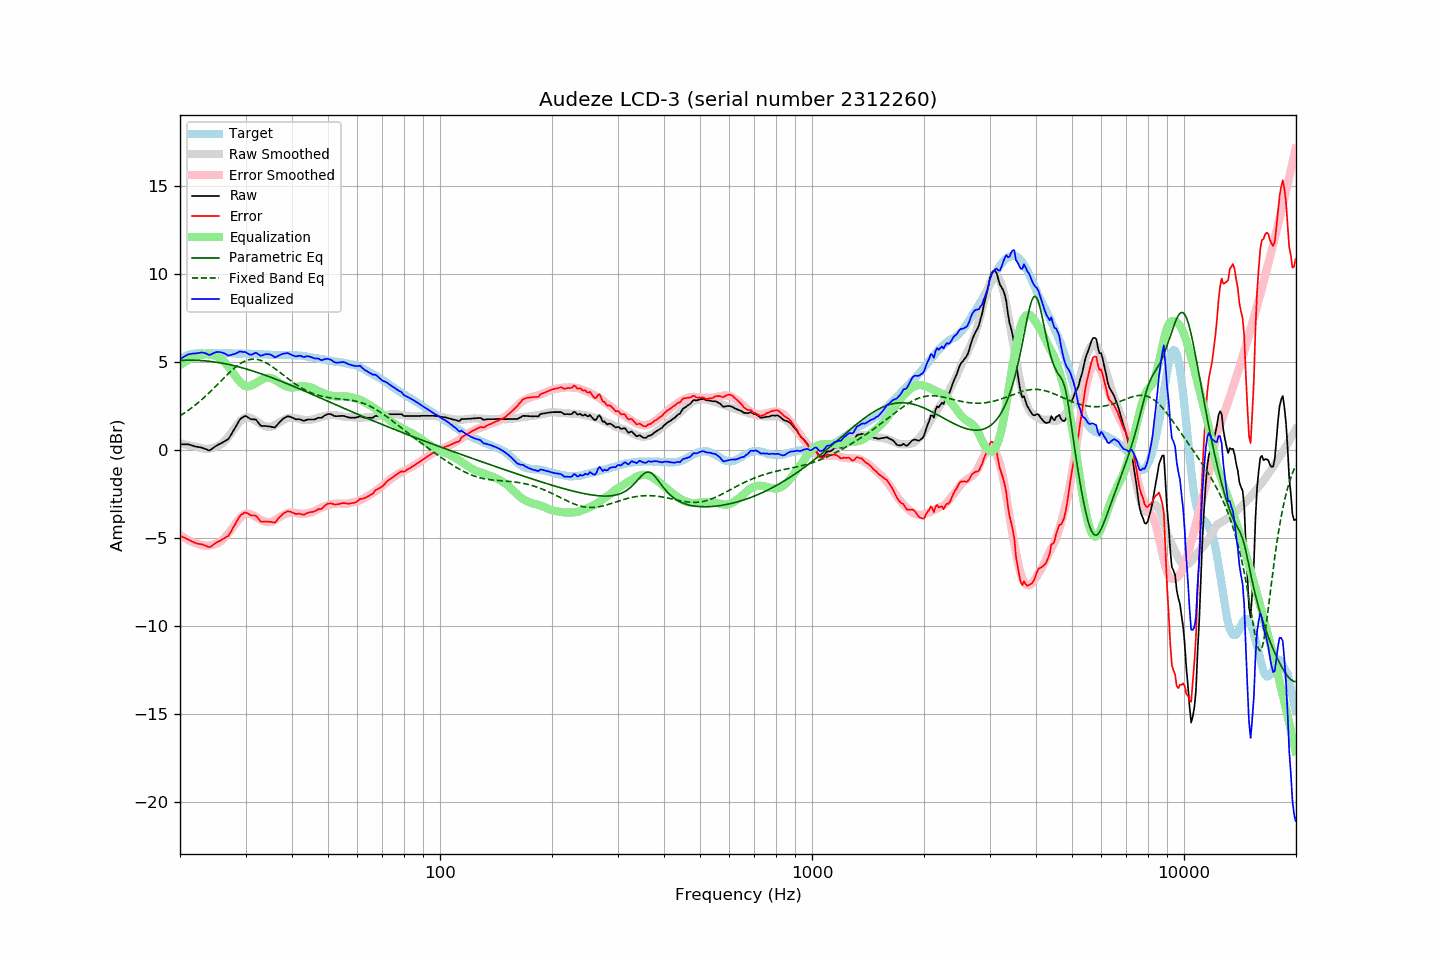 Audeze LCD-3 (serial number 2312260)
Target
Raw Smoothed
Error Smoothed
Raw
Error
Equalization
Parametric Eq
Fixed Band Eq
Equalized
15
10
5
0
−5
−10
−15
−20
Amplitude (dBr)
100
1000
10000
Frequency (Hz)